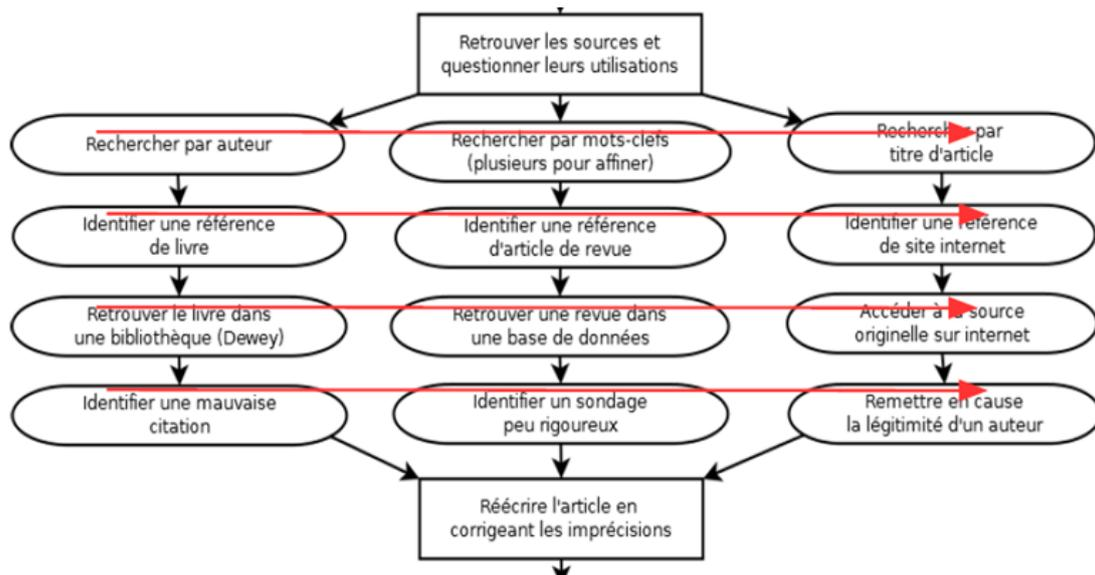 Retrouver les sources et
questionner leurs utilisations
Rechercher par auteur
Rechercher par mots-clefs
(plusieurs pour affiner)
Rechercher par
titre d'article
Identifier une référence
de livre
Identifier une référence
d'article de revue
Identifier une référence
de site internet
Retrouver le livre dans
une bibliothèque (Dewey)
Retrouver une revue dans
une base de données
Accéder à la source
originelle sur internet
Identifier une mauvaise
citation
Identifier un sondage
peu rigoureux
Remettre en cause
la légitimité d'un auteur
Réécrire l'article en
corrigeant les imprécisions